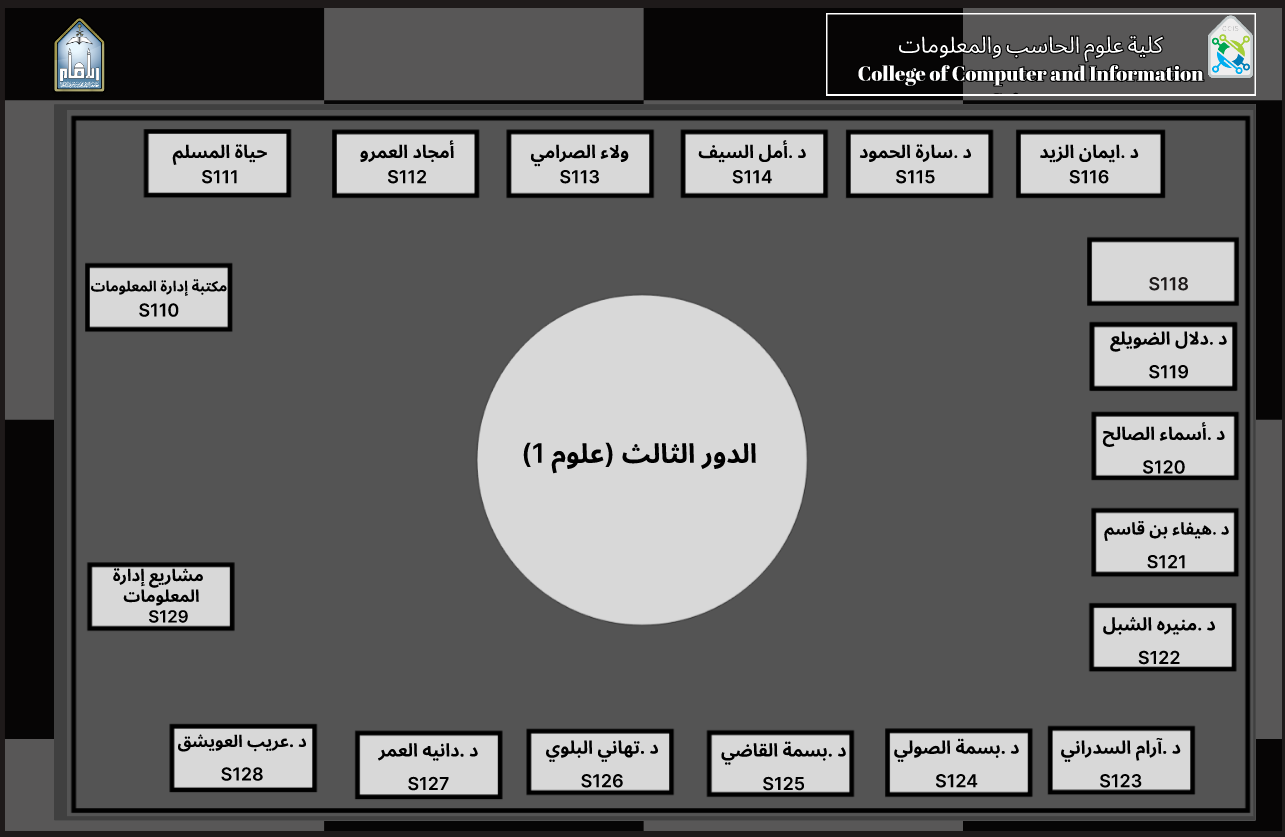 كلية علوم الحاسب والمعلومات
College of Computer and Information
حياة المسلم
S111
أمجاد العمرو
S112
ولاء الصرامي
S113
د .أمل السيف
S114
د .سارة الحمود
S115
د .ايمان الزيد
S116
مكتبة إدارة المعلومات
S110
S118
د .دلال الضويلع
S119
د .أسماء الصالح
S120
الدور الثالث (علوم 1)
د .هيفاء بن قاسم
S121
مشاريع إدارة
المعلومات
S129
د .منيره الشبل
S122
د .عريب العويشق
S128
د .دانيه العمر
S127
د .تهاني البلوي
S126
د .بسمة القاضي
S125
د .بسمة الصولي
S124
د .آرام السدراني
S123